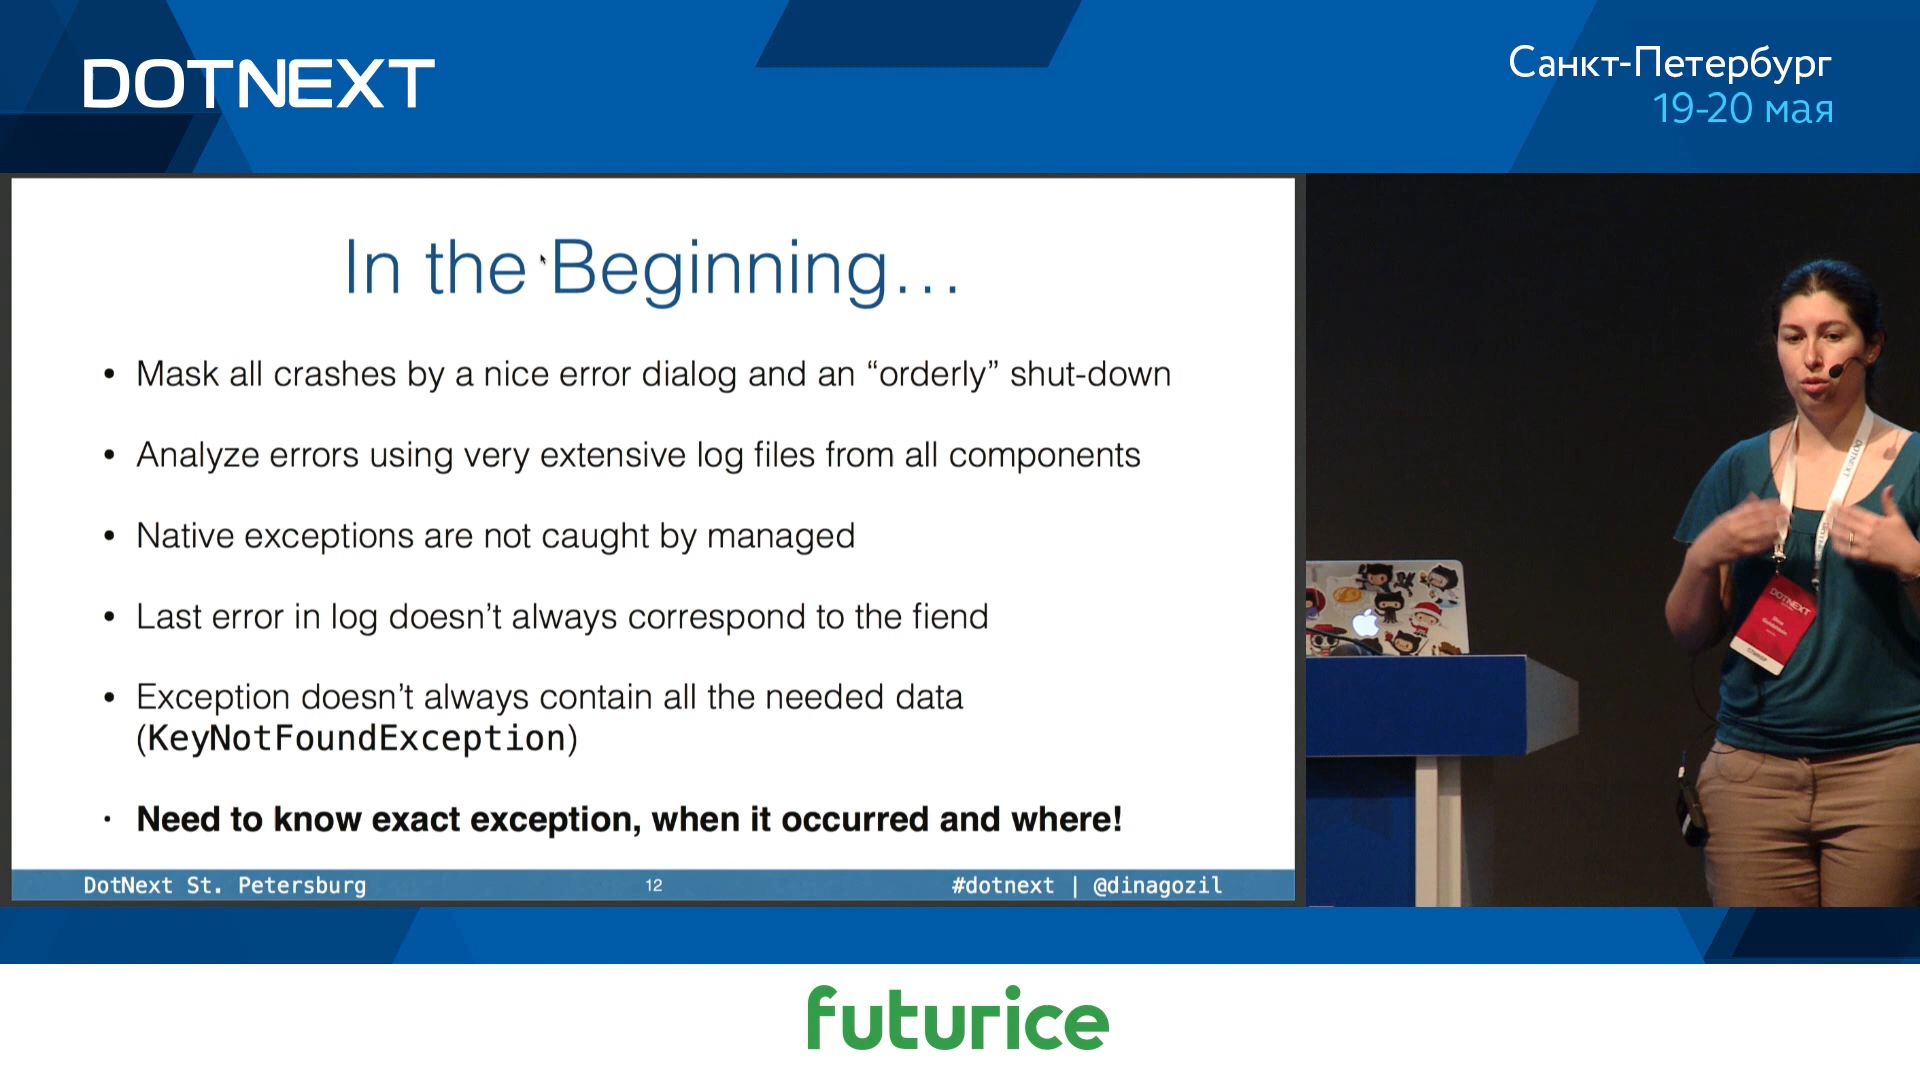 DOTNEXT
Санкт-Петербург
19-20 мая
In the Beginning...
• Mask all crashes by a nice error dialog and an “orderly” shut-down
• Analyze errors using very extensive log files from all components
• Native exceptions are not caught by managed
• Last error in log doesn’t always correspond to the fiend
• Exception doesn’t always contain all the needed data
(KeyNotFoundException)
• Need to know exact exception, when it occurred and where!
DotNext St. Petersburg
12
#dotnext | @dinagozil
DOTNEXT
futurice